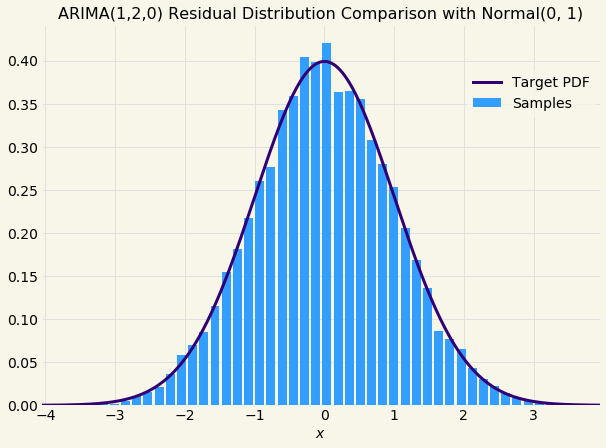 ARIMA(1,2,0) Residual Distribution Comparison with Normal(0, 1)
Target PDF
Samples
0.40
0.35
0.30
0.25
0.20
0.15
0.10
0.05
0.00
−4 −3 −2 −1 0 1 2 3
x